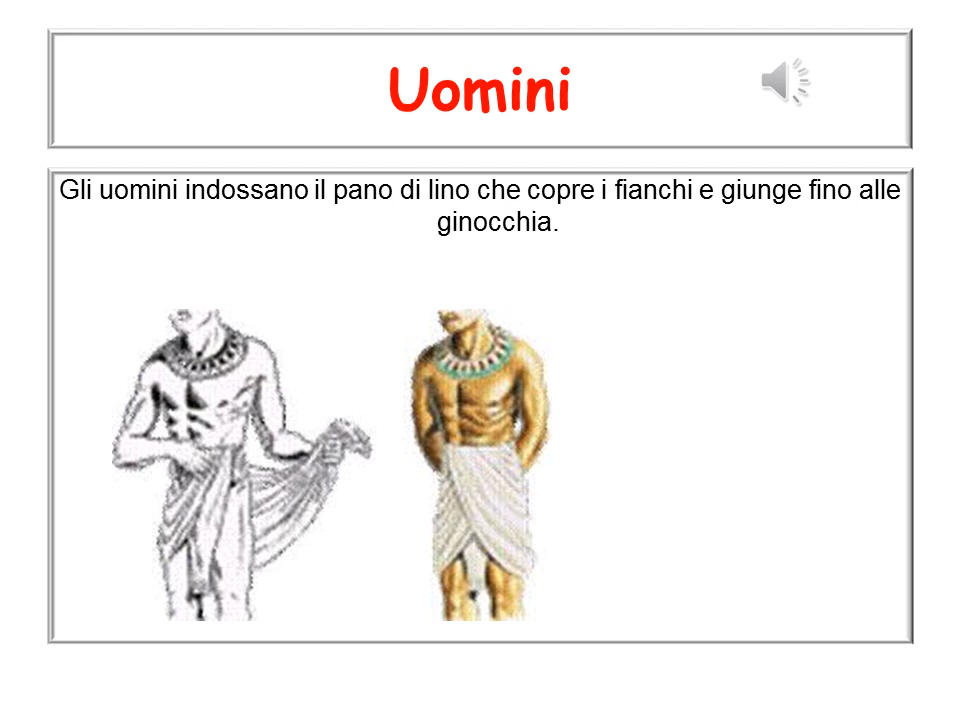 Uomini
Gli uomini indossano il pano di lino che copre i fianchi e giunge fino alle
ginocchia.